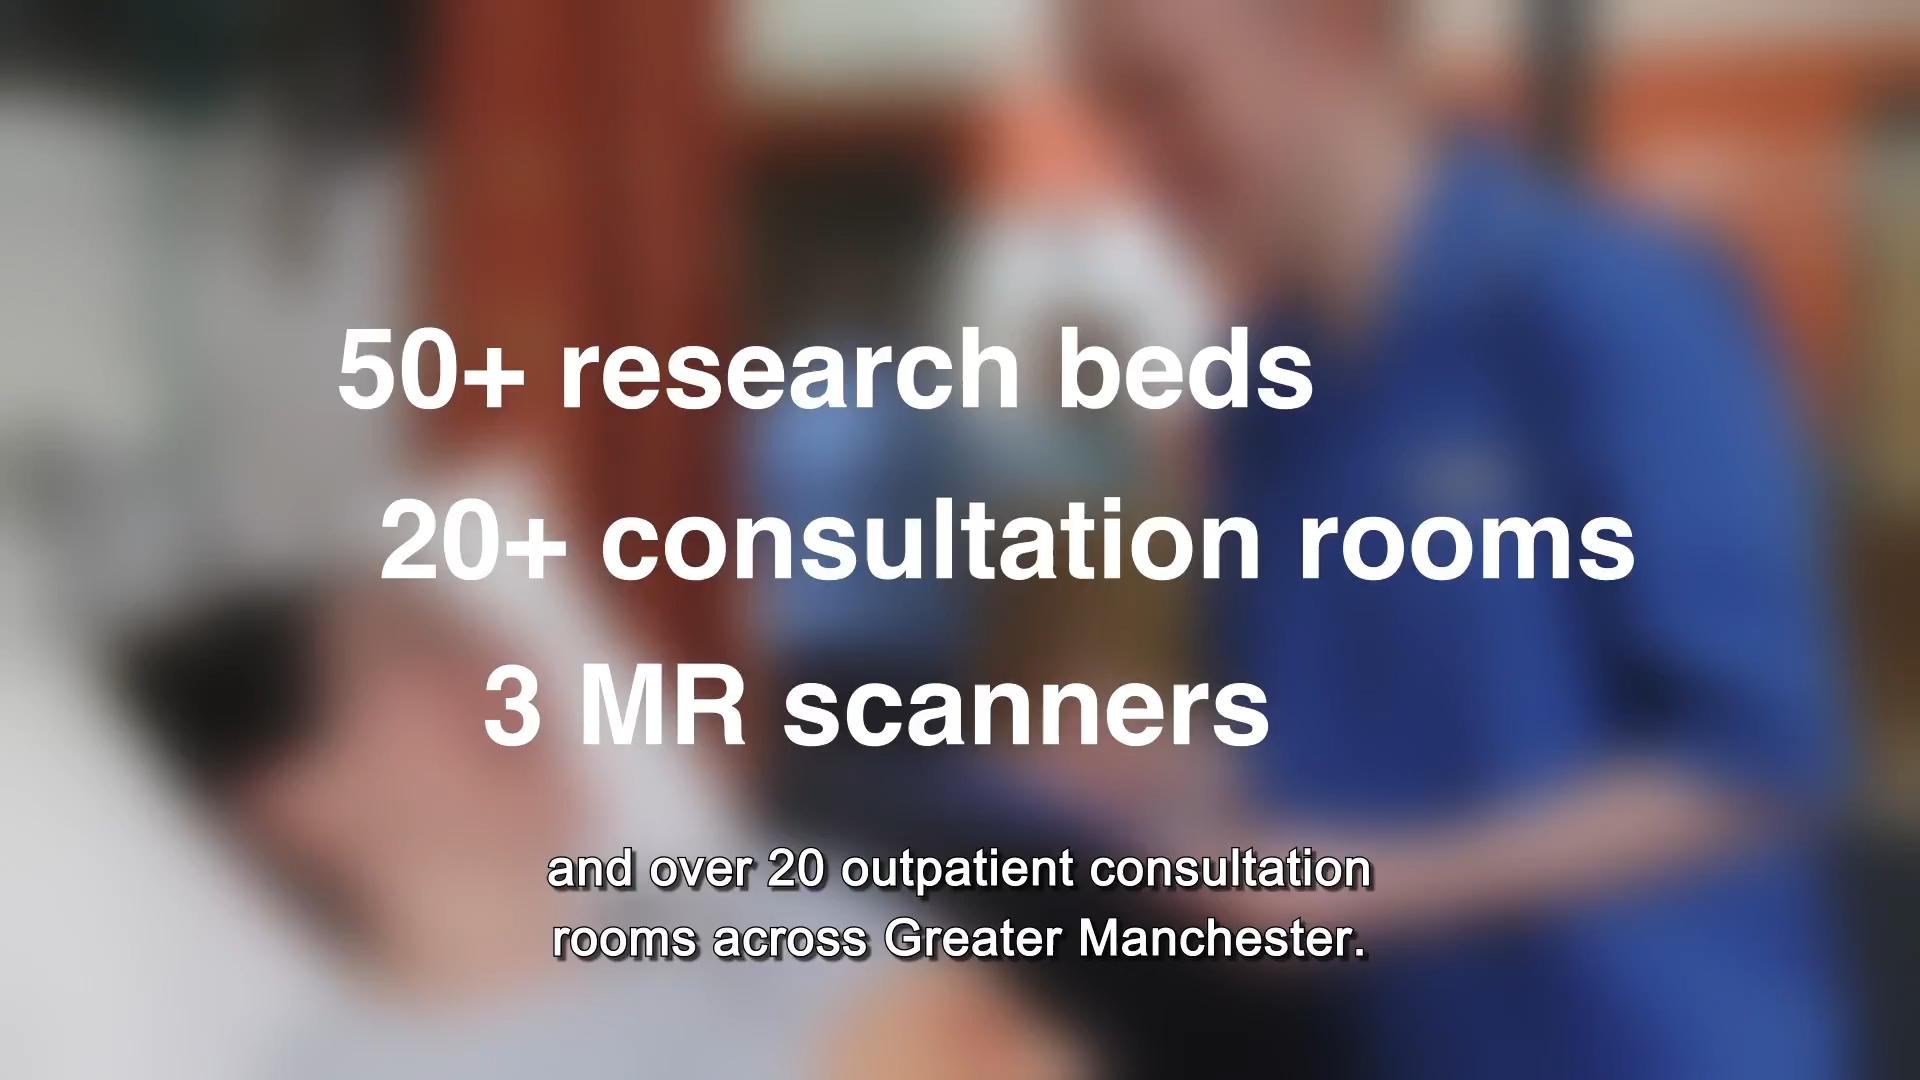 50+ research beds
20+ consultation rooms
3 MR scanners
and over 20 outpatient consultation
rooms across Greater Manchester.